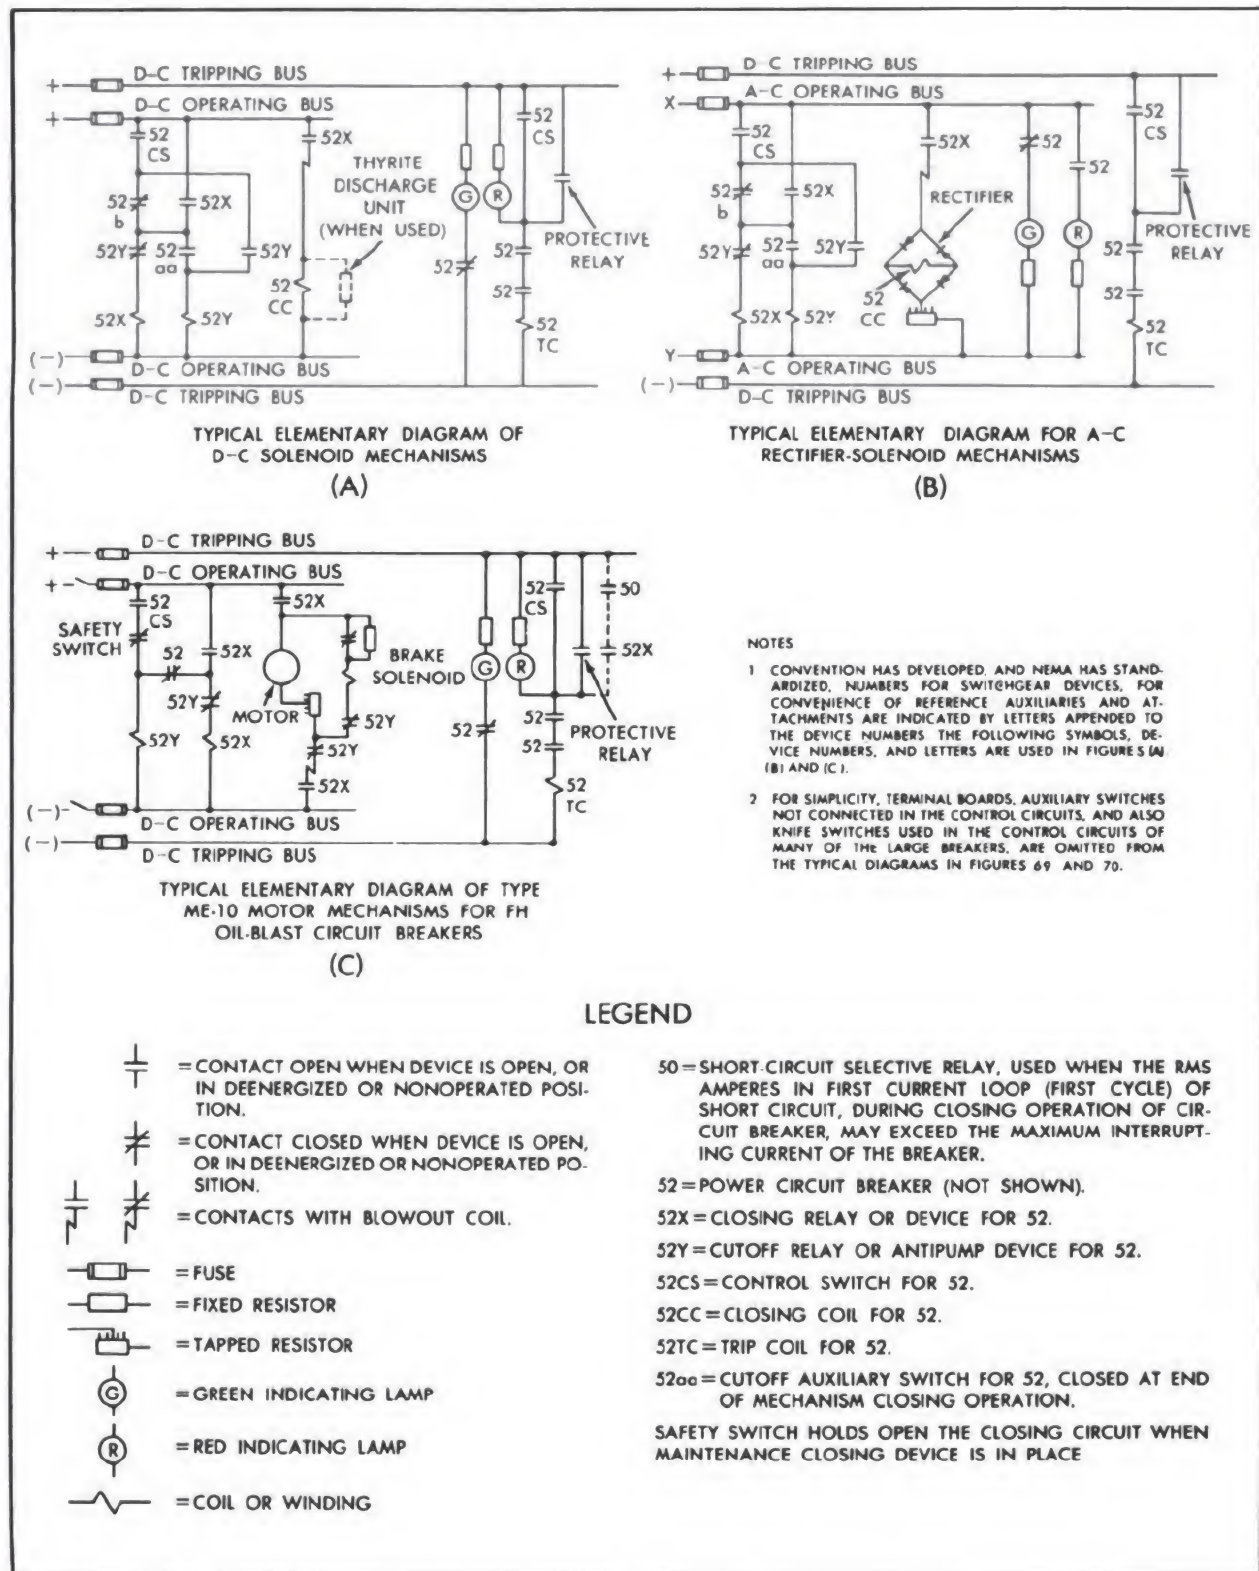 D-C TRIPPING BUS
+
D-C OPERATING BUS
+
52
CS
52X
THYRITE
DISCHARGE
UNIT
(WHEN USED)
52
b
52X
52Y
52
aa
52Y
52
CC
52X
52Y
G
R
52
CS
PROTECTIVE
RELAY
52
52
52
52
TC
(-)
D-C OPERATING BUS
(-)
D-C TRIPPING BUS
TYPICAL ELEMENTARY DIAGRAM OF
D-C SOLENOID MECHANISMS
(A)
+
D-C TRIPPING BUS
X
A-C OPERATING BUS
52
CS
52X
52
52
52
CS
52
b
52X
RECTIFIER
52Y
52
aa
52Y
G
R
PROTECTIVE
RELAY
52
CC
52
52
52X
52Y
52
TC
Y
A-C OPERATING BUS
(-)
D-C TRIPPING BUS
TYPICAL ELEMENTARY DIAGRAM FOR A-C
RECTIFIER-SOLENOID MECHANISMS
(B)
+
D-C TRIPPING BUS
+
D-C OPERATING BUS
52
CS
52X
52
CS
50
SAFETY
SWITCH
52
52X
BRAKE
SOLENOID
G
R
52X
52Y
MOTOR
52Y
52
52
52
PROTECTIVE
RELAY
52Y
52X
52Y
52X
52
TC
(-)
D-C OPERATING BUS
(-)
D-C TRIPPING BUS
TYPICAL ELEMENTARY DIAGRAM OF TYPE
ME-10 MOTOR MECHANISMS FOR FH
OIL-BLAST CIRCUIT BREAKERS
(C)
NOTES
1 CONVENTION HAS DEVELOPED, AND NEMA HAS STAND-
ARDIZED, NUMBERS FOR SWITCHGEAR DEVICES, FOR
CONVENIENCE OF REFERENCE AUXILIARIES AND AT-
TACHMENTS ARE INDICATED BY LETTERS APPENDED TO
THE DEVICE NUMBERS THE FOLLOWING SYMBOLS, DE-
VICE NUMBERS, AND LETTERS ARE USED IN FIGURES (A)
(B) AND (C).
2 FOR SIMPLICITY, TERMINAL BOARDS, AUXILIARY SWITCHES
NOT CONNECTED IN THE CONTROL CIRCUITS, AND ALSO
KNIFE SWITCHES USED IN THE CONTROL CIRCUITS OF
MANY OF THE LARGE BREAKERS, ARE OMITTED FROM
THE TYPICAL DIAGRAMS IN FIGURES 69 AND 70.
LEGEND
=CONTACT OPEN WHEN DEVICE IS OPEN, OR
IN DEENERGIZED OR NONOPERATED POSI-
TION.
=CONTACT CLOSED WHEN DEVICE IS OPEN,
OR IN DEENERGIZED OR NONOPERATED PO-
SITION.
=CONTACTS WITH BLOWOUT COIL.
=FUSE
=FIXED RESISTOR
=TAPPED RESISTOR
G =GREEN INDICATING LAMP
R =RED INDICATING LAMP
=COIL OR WINDING
50=SHORT-CIRCUIT SELECTIVE RELAY, USED WHEN THE RMS
AMPERES IN FIRST CURRENT LOOP (FIRST CYCLE) OF
SHORT CIRCUIT, DURING CLOSING OPERATION OF CIR-
CUIT BREAKER, MAY EXCEED THE MAXIMUM INTERRUPT-
ING CURRENT OF THE BREAKER.
52=POWER CIRCUIT BREAKER (NOT SHOWN).
52X=CLOSING RELAY OR DEVICE FOR 52.
52Y=CUTOFF RELAY OR ANTIPUMP DEVICE FOR 52.
52CS=CONTROL SWITCH FOR 52.
52CC=CLOSING COIL FOR 52.
52TC=TRIP COIL FOR 52.
52aa=CUTOFF AUXILIARY SWITCH FOR 52, CLOSED AT END
OF MECHANISM CLOSING OPERATION.
SAFETY SWITCH HOLDS OPEN THE CLOSING CIRCUIT WHEN
MAINTENANCE CLOSING DEVICE IS IN PLACE